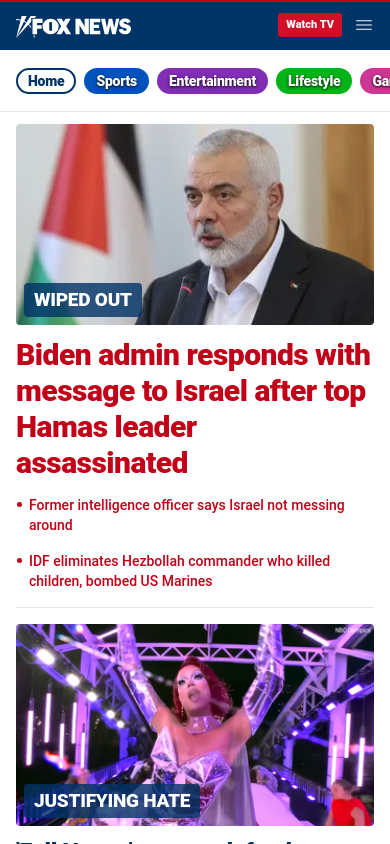 FOX NEWS
Watch TV
Home
Sports
Entertainment
Lifestyle
WIPED OUT
Biden admin responds with
message to Israel after top
Hamas leader
assassinated
Former intelligence officer says Israel not messing
around
IDF eliminates Hezbollah commander who killed
children, bombed US Marines
NBC Olympics
JUSTIFYING HATE